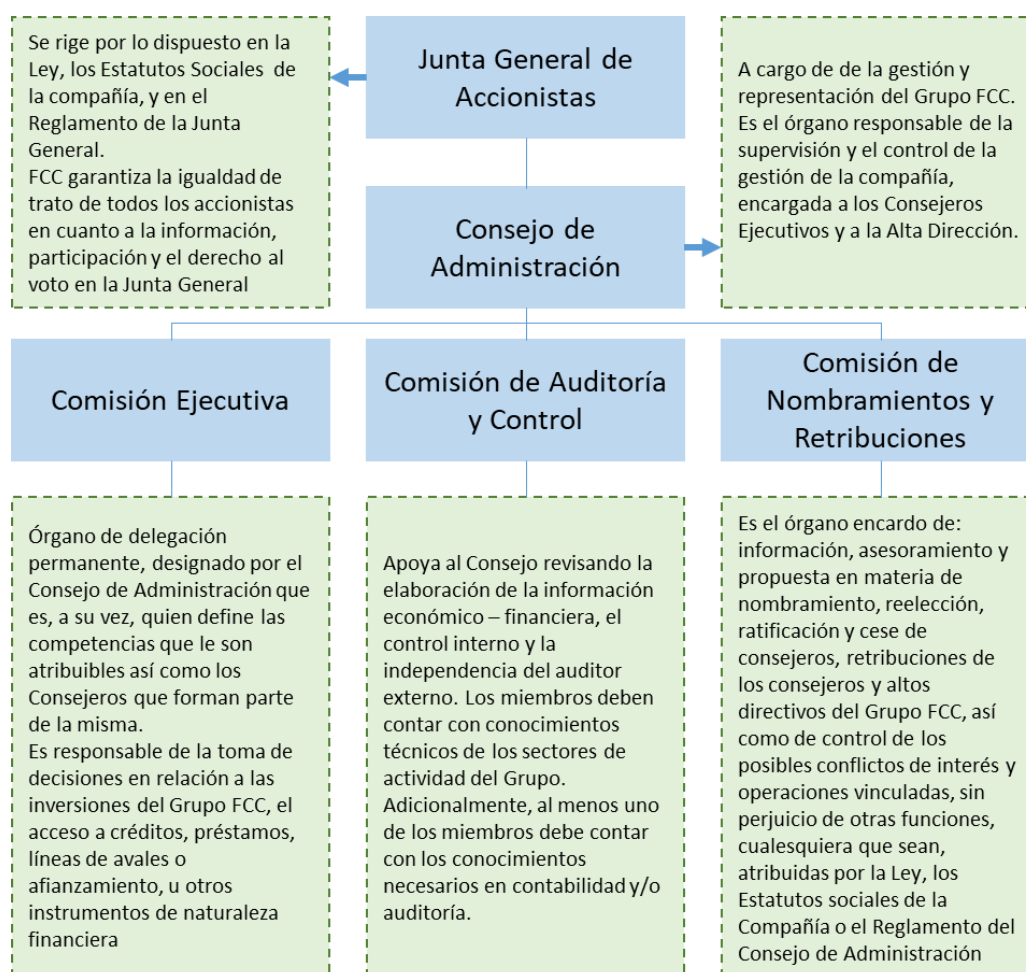 Se rige por lo dispuesto en la
Ley, los Estatutos Sociales de
la compañía, y en el
Reglamento de la Junta
General.
FCC garantiza la igualdad de
trato de todos los accionistas
en cuanto a la información,
participación y el derecho al
voto en la Junta General
Junta General de
Accionistas
A cargo de de la gestión y
representación del Grupo FCC.
Es el órgano responsable de la
supervisión y el control de la
gestión de la compañía,
encargada a los Consejeros
Ejecutivos y a la Alta Dirección.
Consejo de
Administración
Comisión Ejecutiva
Comisión de Auditoría
y Control
Comisión de
Nombramientos y
Retribuciones
Órgano de delegación
permanente, designado por el
Consejo de Administración que
es, a su vez, quien define las
competencias que le son
atribuibles así como los
Consejeros que forman parte
de la misma.
Es responsable de la toma de
decisiones en relación a las
inversiones del Grupo FCC, el
acceso a créditos, préstamos,
líneas de avales o
afianzamiento, u otros
instrumentos de naturaleza
financiera
Apoya al Consejo revisando la
elaboración de la información
económico – financiera, el
control interno y la
independencia del auditor
externo. Los miembros deben
contar con conocimientos
técnicos de los sectores de
actividad del Grupo.
Adicionalmente, al menos uno
de los miembros debe contar
con los conocimientos
necesarios en contabilidad y/o
auditoría.
Es el órgano encardo de:
información, asesoramiento y
propuesta en materia de
nombramiento, reelección,
ratificación y cese de
consejeros, retribuciones de
los consejeros y altos
directivos del Grupo FCC, así
como de control de los
posibles conflictos de interés y
operaciones vinculadas, sin
perjuicio de otras funciones,
cualesquiera que sean,
atribuidas por la Ley, los
Estatutos sociales de la
Compañía o el Reglamento del
Consejo de Administración